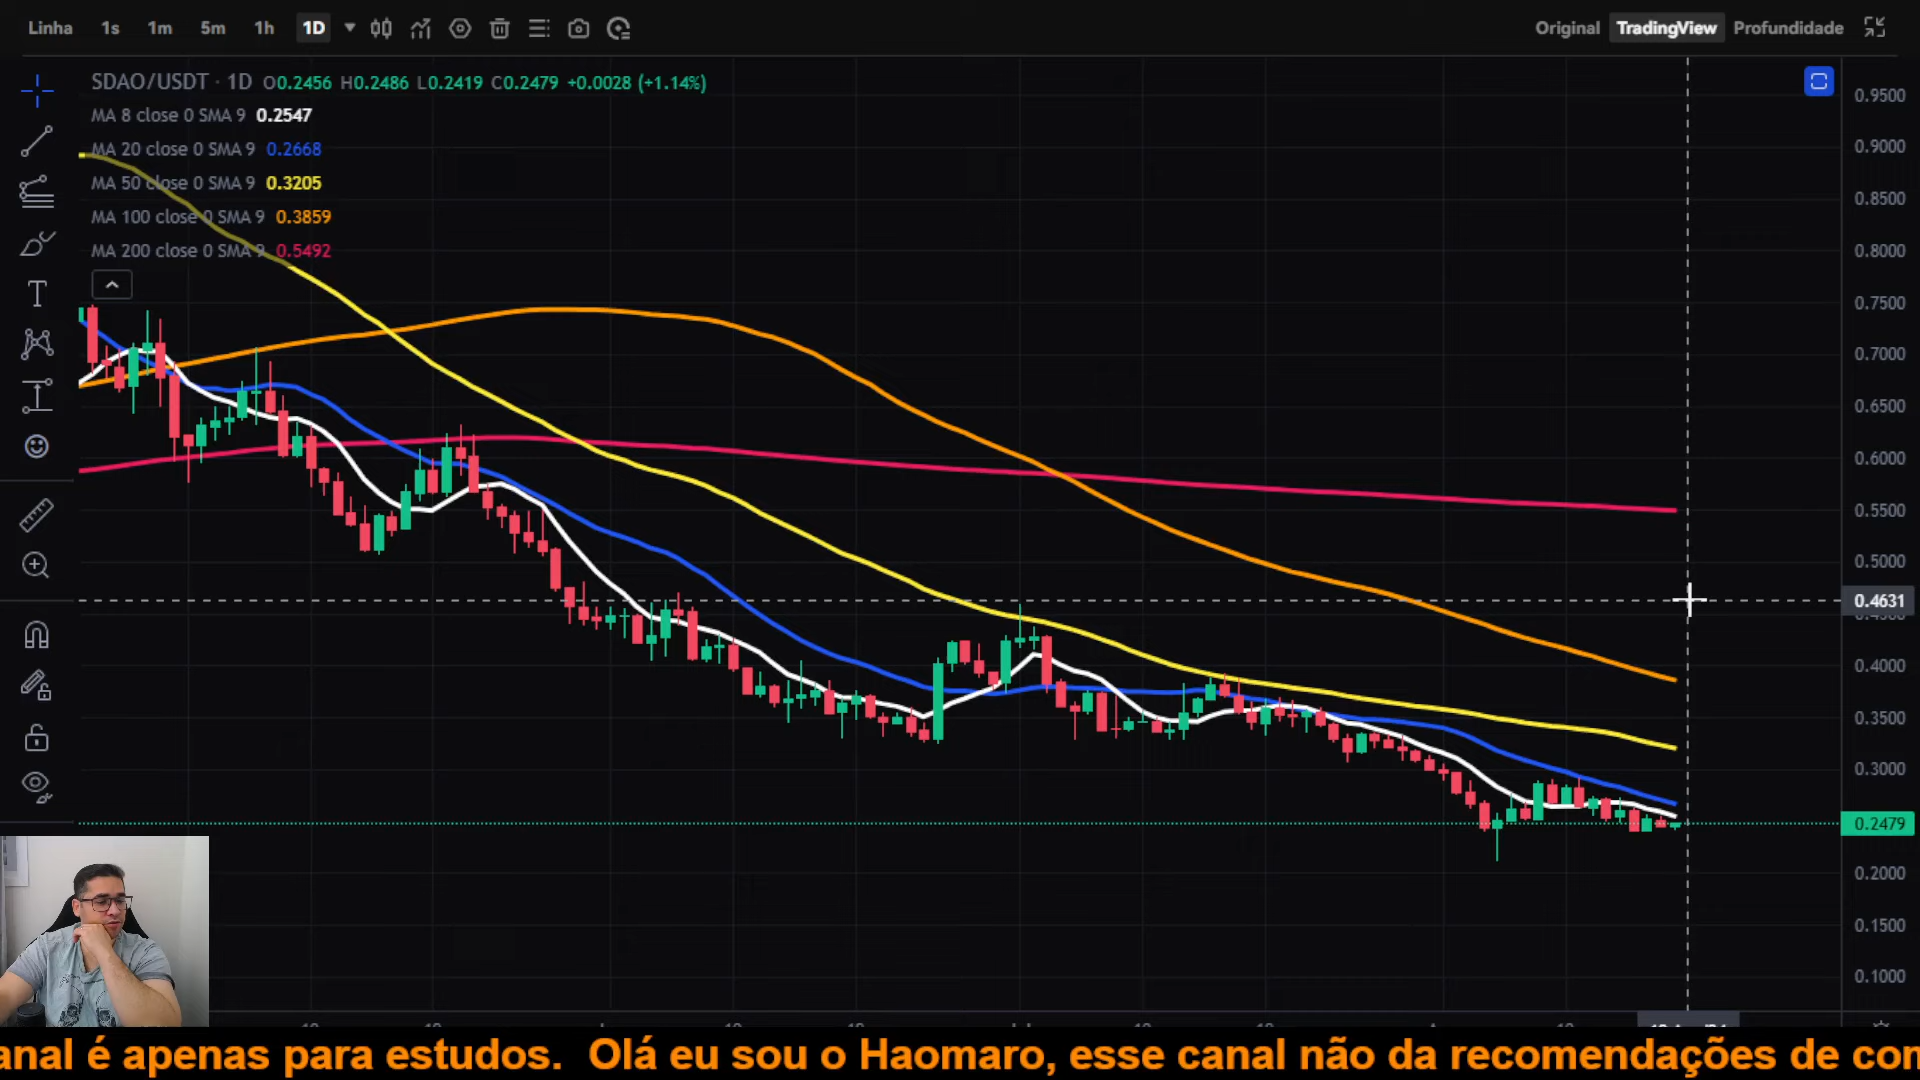 Linha 1s 1m 5m 1h 1D
Original TradingView Profundidade
SDAO/USDT · 1D O0.2456 H0.2486 L0.2419 C0.2479 +0.0028 (+1.14%)
MA 8 close 0 SMA 9 0.2547
MA 20 close 0 SMA 9 0.2668
MA 50 close 0 SMA 9 0.3205
MA 100 close 0 SMA 9 0.3859
MA 200 close 0 SMA 9 0.5492
0.9500
0.9000
0.8500
0.8000
0.7500
0.7000
0.6500
0.6000
0.5500
0.5000
0.4631
0.4000
0.3500
0.3000
0.2479
0.2000
0.1500
0.1000
anal é apenas para estudos. Olá eu sou o Haomaro, esse canal não da recomendações de con